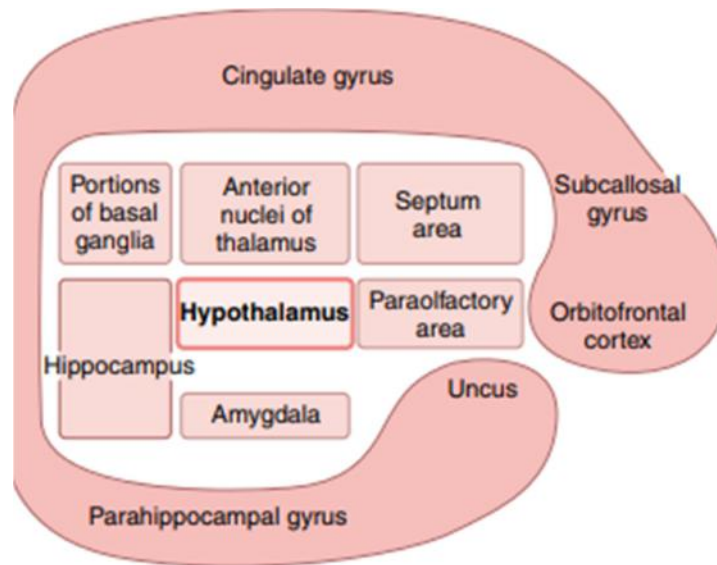 Cingulate gyrus
Portions
of basal
ganglia
Anterior
nuclei of
thalamus
Septum
area
Subcallosal
gyrus
Hippocampus
Hypothalamus
Paraolfactory
area
Orbitofrontal
cortex
Amygdala
Uncus
Parahippocampal gyrus